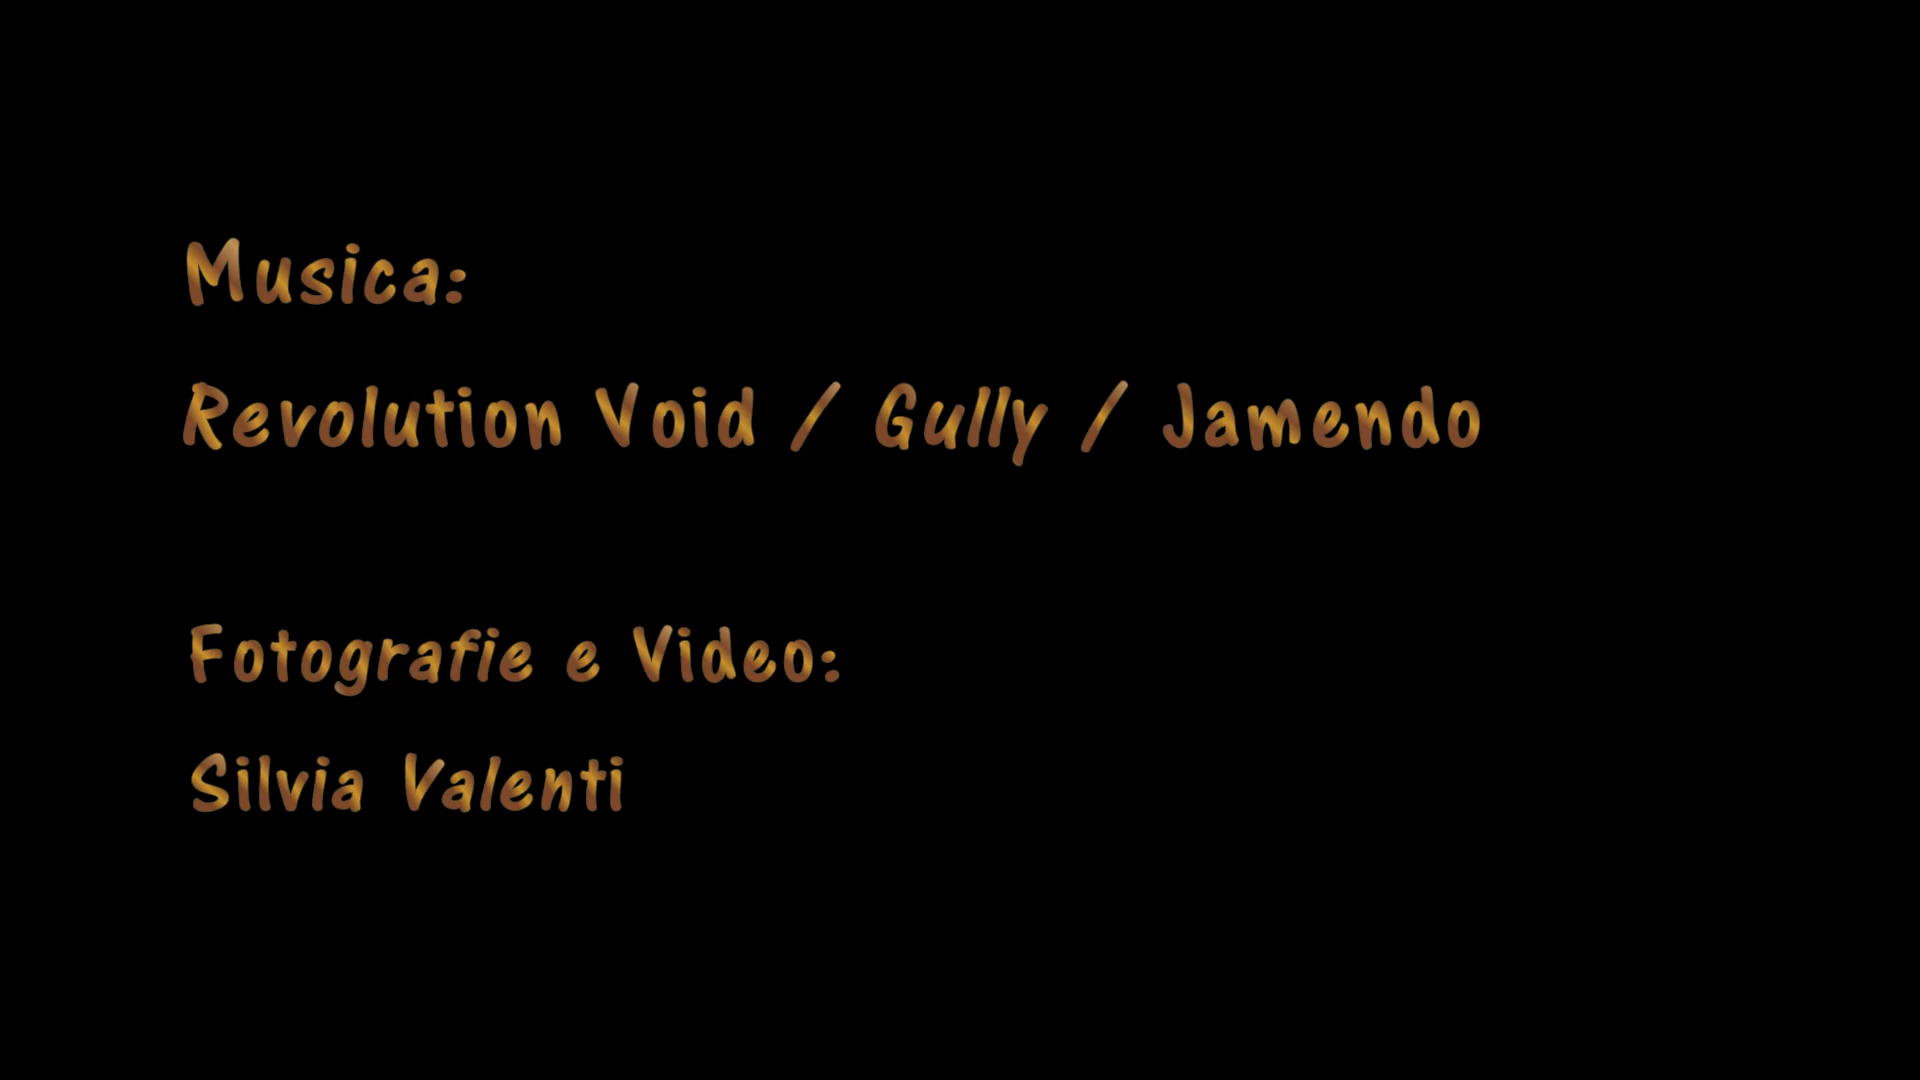 Musica:
Revolution Void / Gully / Jamendo
Fotografie e Video:
Silvia Valenti